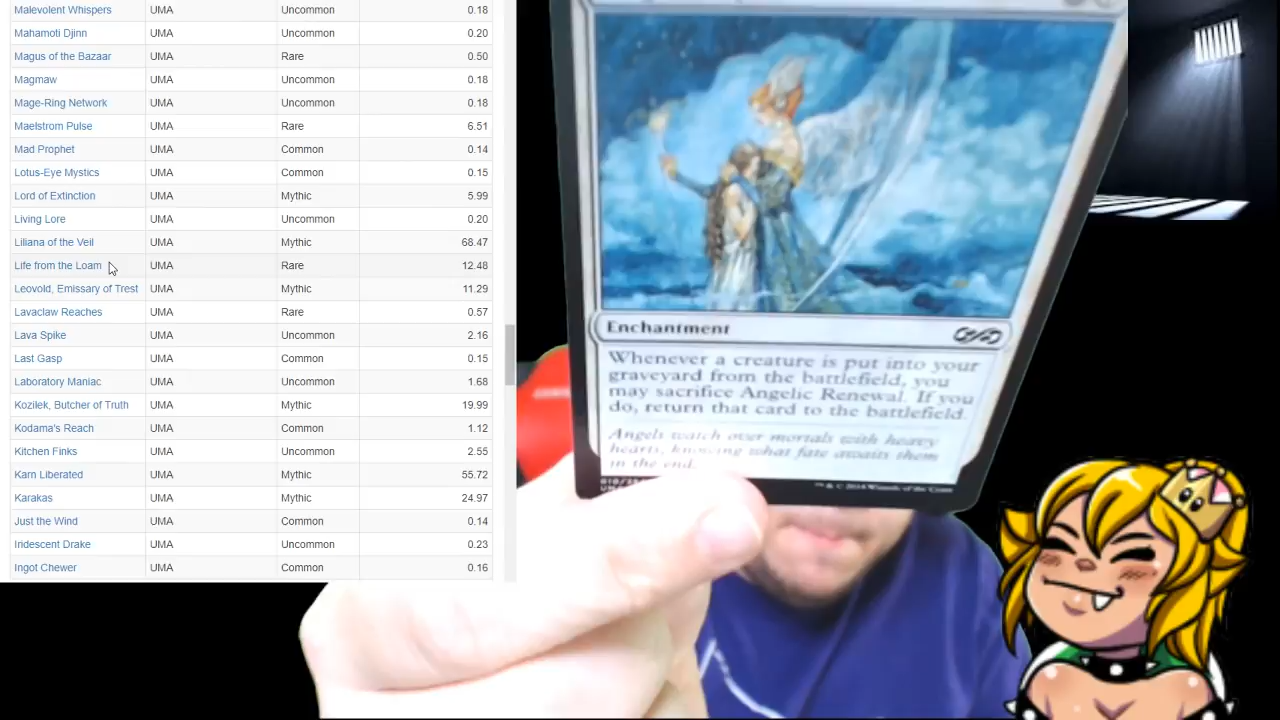 Malevolent Whispers UMA Uncommon 0.18
Mahamoti Djinn UMA Uncommon 0.20
Magus of the Bazaar UMA Rare 0.50
Magmaw UMA Uncommon 0.18
Mage-Ring Network UMA Uncommon 0.18
Maelstrom Pulse UMA Rare 6.51
Mad Prophet UMA Common 0.14
Lotus-Eye Mystics UMA Common 0.15
Lord of Extinction UMA Mythic 5.99
Living Lore UMA Uncommon 0.20
Liliana of the Veil UMA Mythic 68.47
Life from the Loam UMA Rare 12.48
Leovold, Emissary of Trest UMA Mythic 11.29
Lavaclaw Reaches UMA Rare 0.57
Lava Spike UMA Uncommon 2.16
Last Gasp UMA Common 0.15
Laboratory Maniac UMA Uncommon 1.68
Kozilek, Butcher of Truth UMA Mythic 19.99
Kodama's Reach UMA Common 1.12
Kitchen Finks UMA Uncommon 2.55
Karn Liberated UMA Mythic 55.72
Karakas UMA Mythic 24.97
Just the Wind UMA Common 0.14
Iridescent Drake UMA Uncommon 0.23
Ingot Chewer UMA Common 0.16
Enchantment
Whenever a creature is put into your
graveyard from the battlefield, you
may sacrifice Angelic Renewal. If you
do, return that card to the battlefield.
Angels watch over mortals with heavy
hearts, knowing what fate awaits them
in the end.